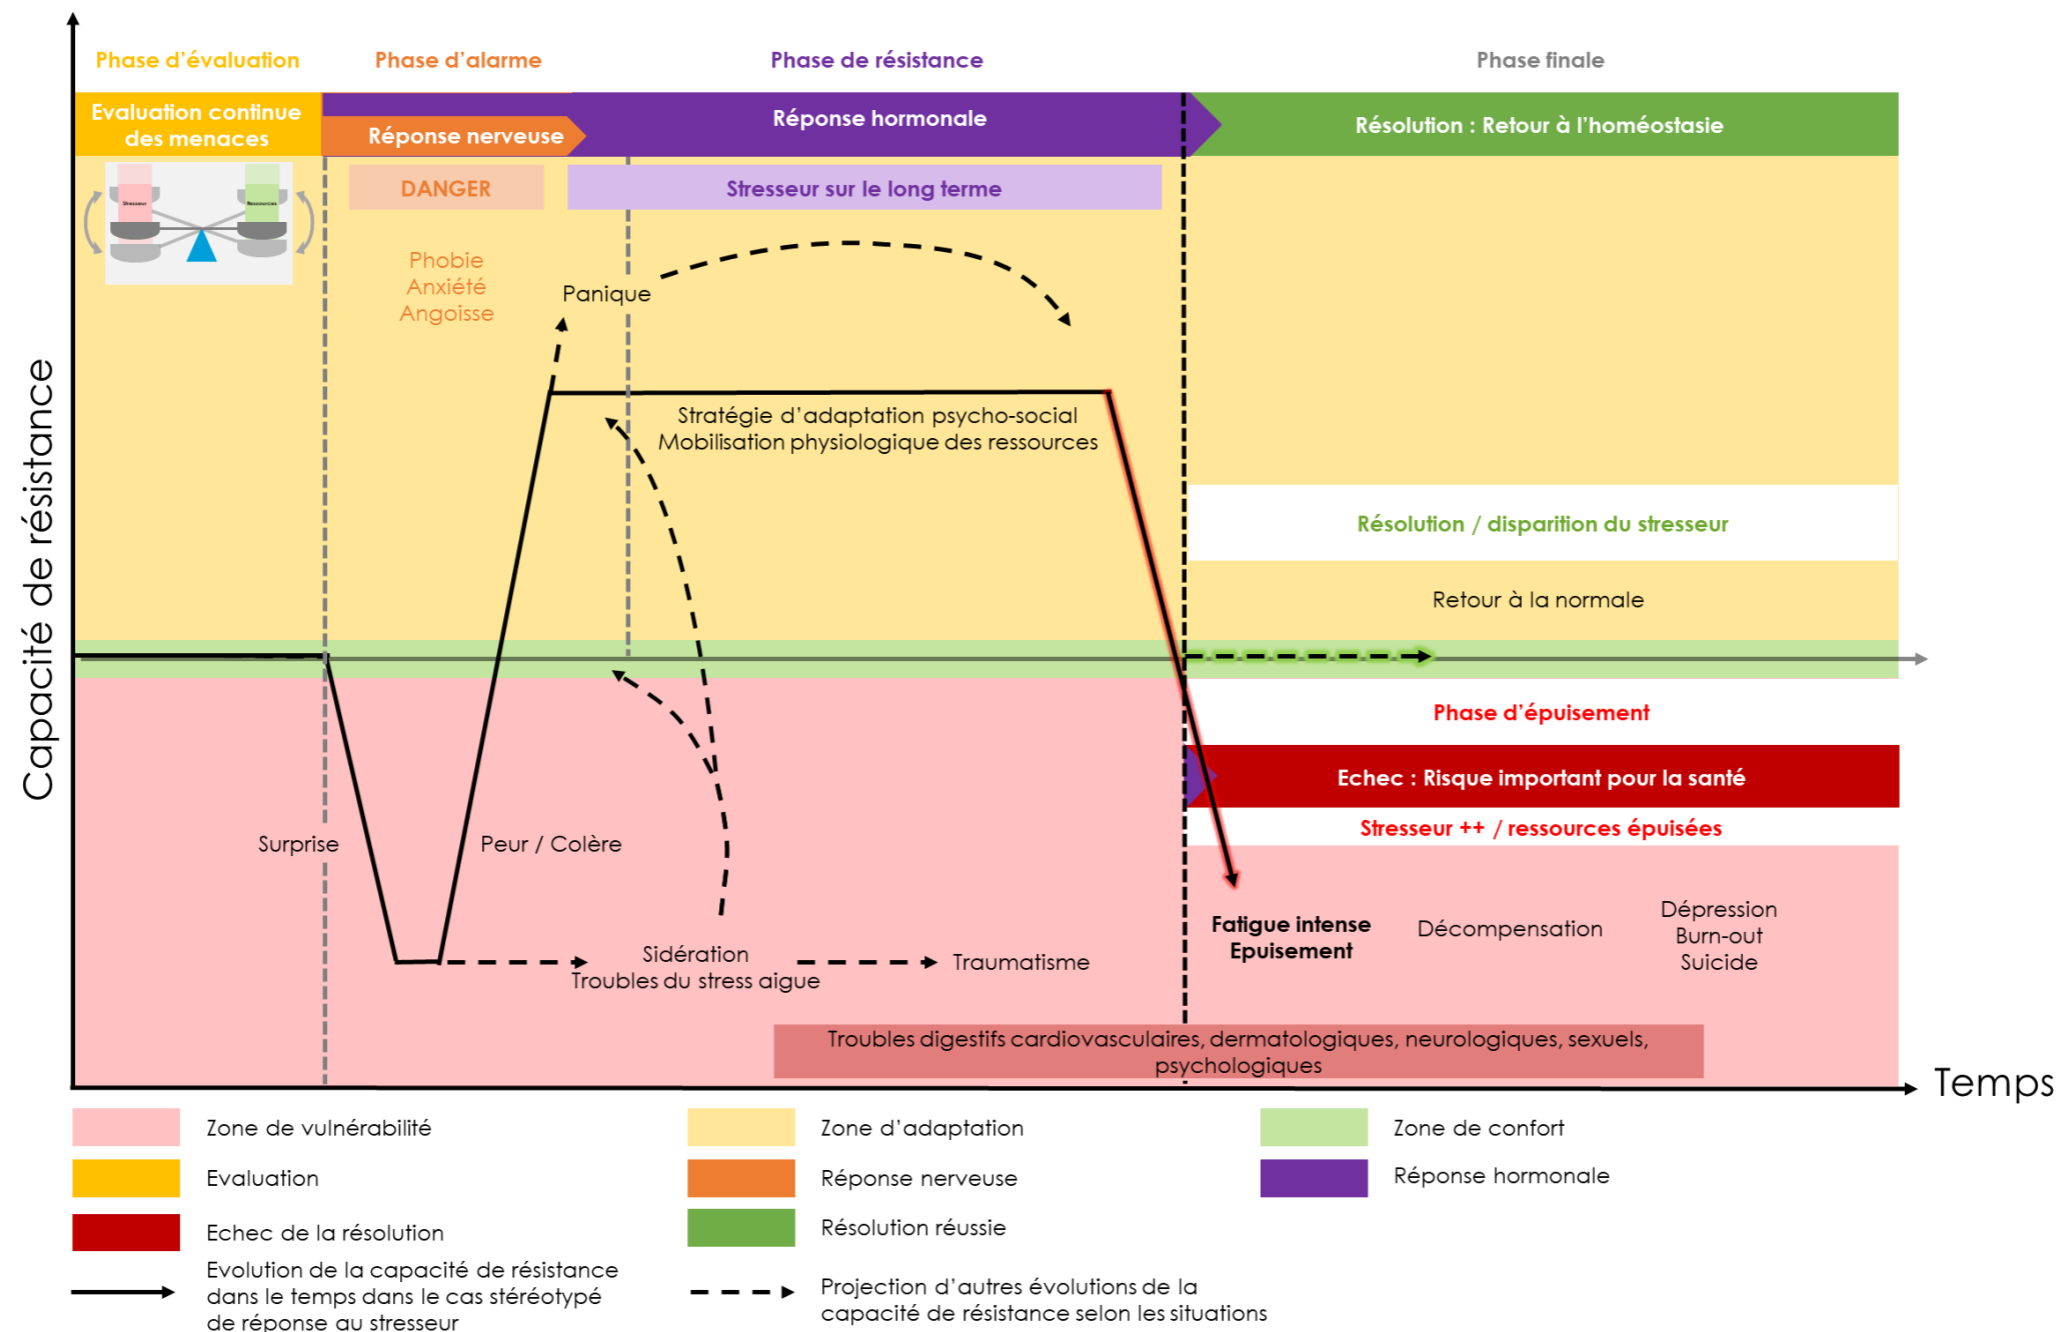 Phase d'évaluation
Phase d'alarme
Phase de résistance
Phase finale
Evaluation continue
des menaces
Réponse nerveuse
Réponse hormonale
Résolution : Retour à l'homéostasie
Stresseur
Ressources
DANGER
Stresseur sur le long terme
Phobie
Anxiété
Angoisse
Panique
Stratégie d'adaptation psycho-social
Mobilisation physiologique des ressources
Capacité de résistance
Résolution / disparition du stresseur
Retour à la normale
Phase d'épuisement
Echec : Risque important pour la santé
Stresseur ++ / ressources épuisées
Surprise
Peur / Colère
Sidération
Troubles du stress aigue
Traumatisme
Fatigue intense
Epuisement
Décompensation
Dépression
Burn-out
Suicide
Troubles digestifs cardiovasculaires, dermatologiques, neurologiques, sexuels,
psychologiques
Temps
Zone de vulnérabilité
Zone d'adaptation
Zone de confort
Evaluation
Réponse nerveuse
Réponse hormonale
Echec de la résolution
Résolution réussie
Evolution de la capacité de résistance
dans le temps dans le cas stéréotypé
de réponse au stresseur
Projection d'autres évolutions de la
capacité de résistance selon les situations